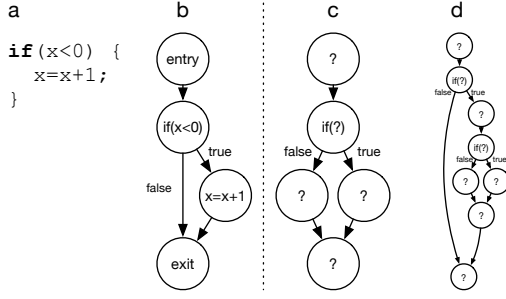 a
if(x<0) {
x=x+1;
}
b
entry
if(x<0)
true
false
x=x+1
exit
c
?
if(?)
false
true
?
?
?
d
?
if(?)
false
true
?
if(?)
false
true
?
?
?
?